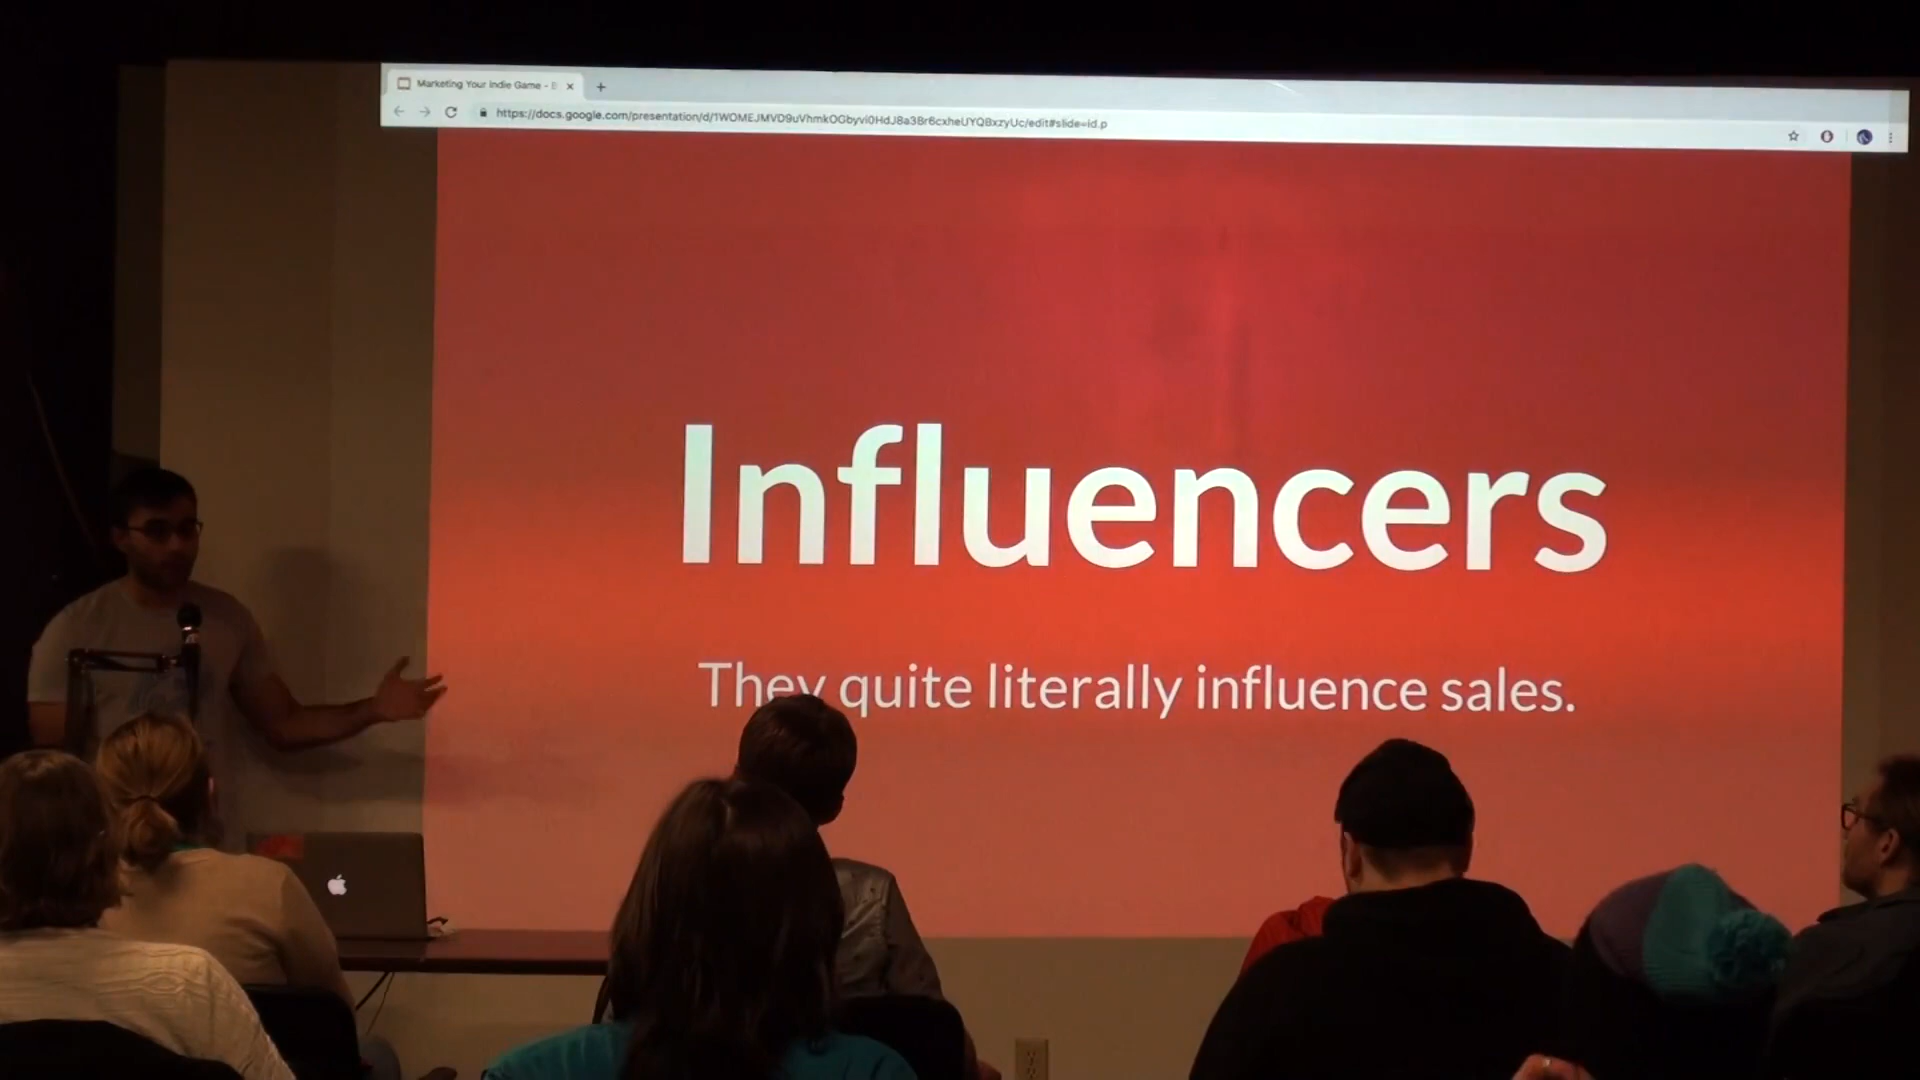 Marketing Your Indie Game -
https://docs.google.com/presentation/d/1WOMEJMVD9uVhmkOGbyvi0HdJ8a3Br6cxheUYQBxzyUc/edit#slide=id.p
Influencers
They quite literally influence sales.